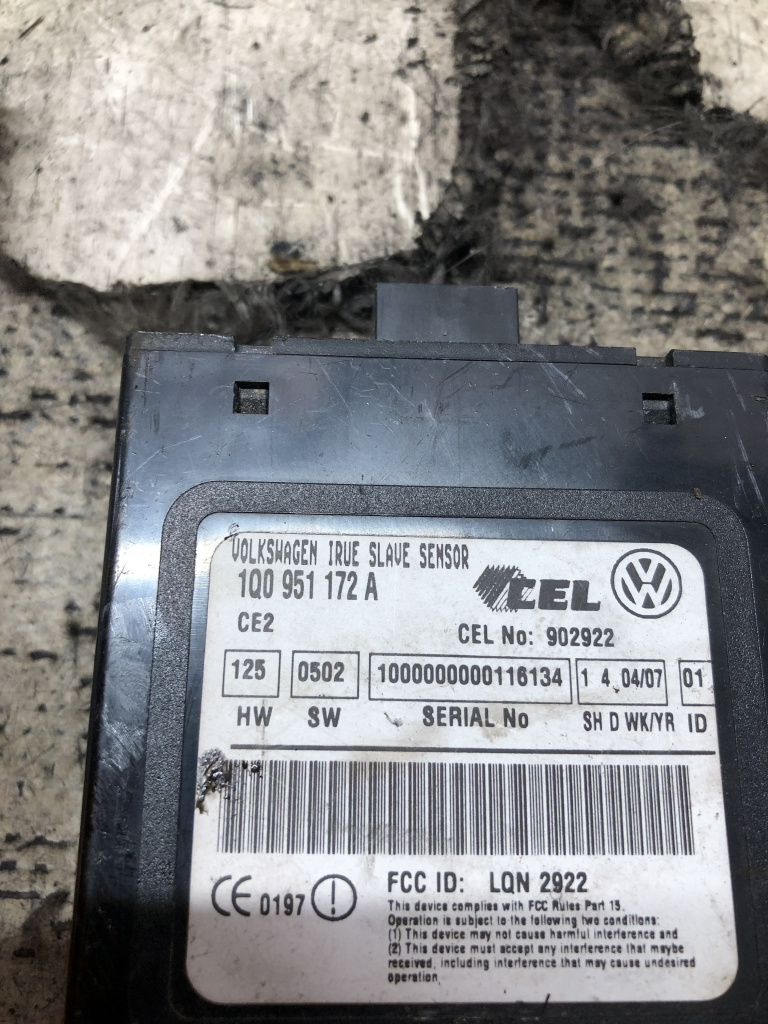 VOLKSWAGEN IRUE SLAVE SENSOR
1Q0 951 172 A
CEL
VW
CE2
CEL No: 902922
125 0502 1000000000116134 1 4 04/07 01
HW SW SERIAL No SH D WK/YR ID
CE 0197
FCC ID: LQN 2922
This device complies with FCC Rules Part 15.
Operation is subject to the following two conditions:
(1) This device may not cause harmful interference and
(2) This device must accept any interference that maybe
received, including interference that may cause undesired
operation.